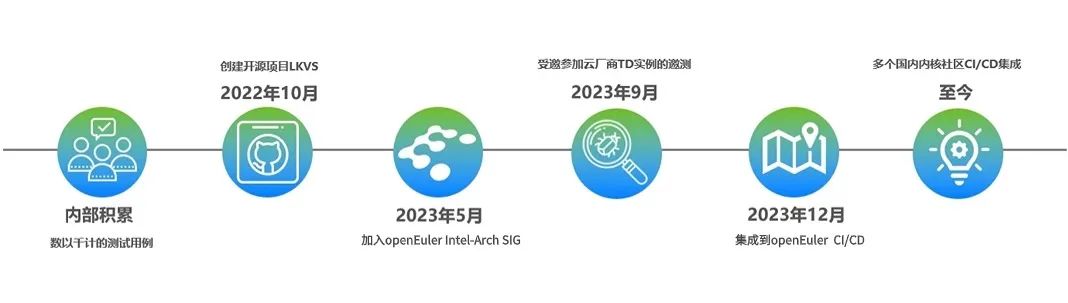 内部积累
数以千计的测试用例
创建开源项目LKVS
2022年10月
2023年5月
加入openEuler Intel-Arch SIG
受邀参加云厂商TD实例的邀测
2023年9月
2023年12月
集成到openEuler CI/CD
多个国内内核社区CI/CD集成
至今